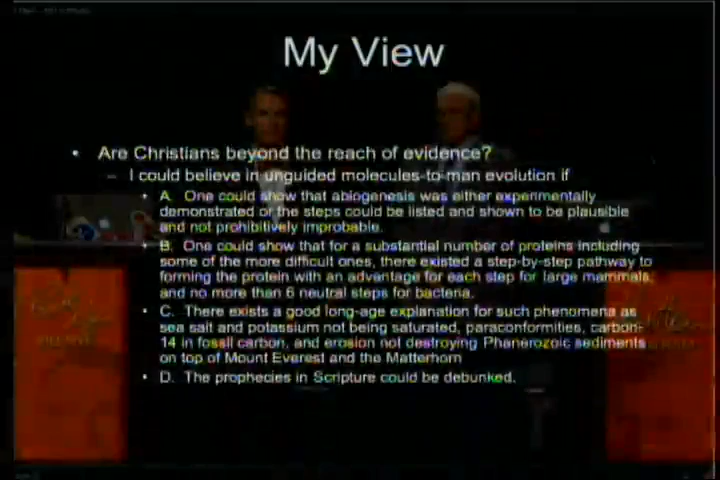 My View
• Are Christians beyond the reach of evidence?
– I could believe in unguided molecules-to-man evolution if
• A. One could show that abiogenesis was either experimentally
demonstrated or the steps could be listed and shown to be plausible
and not prohibitively improbable.
• B. One could show that for a substantial number of proteins including
some of the more difficult ones, there existed a step-by-step pathway to
forming the protein with an advantage for each step for large mammals,
and no more than 6 neutral steps for bacteria.
• C. There exists a good long-age explanation for such phenomena as
sea salt and potassium not being saturated, paraconformities, carbon-
14 in fossil carbon, and erosion not destroying Phanerozoic sediments
on top of Mount Everest and the Matterhorn
• D. The prophecies in Scripture could be debunked.